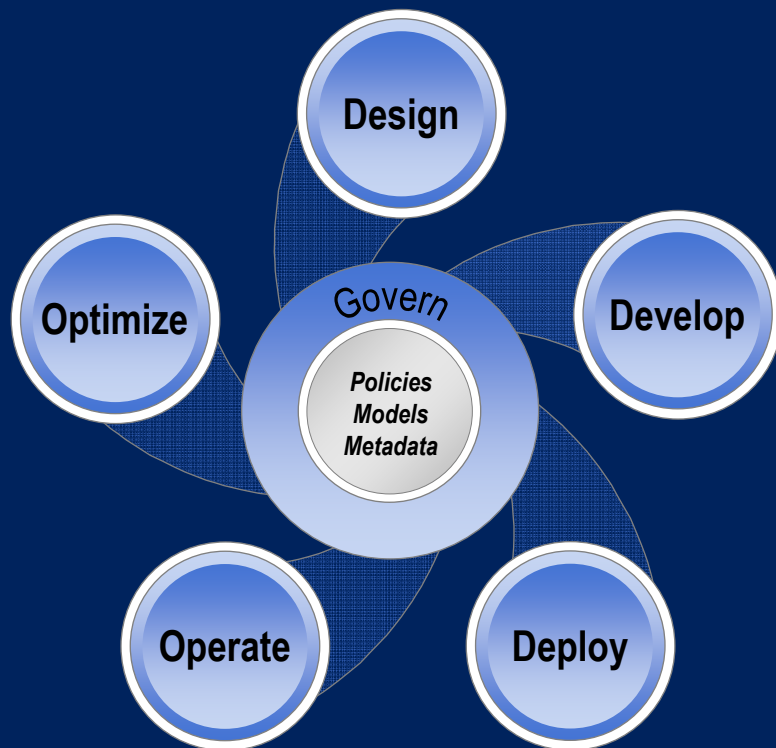 Design
Develop
Optimize
Govern
Policies
Models
Metadata
Operate
Deploy